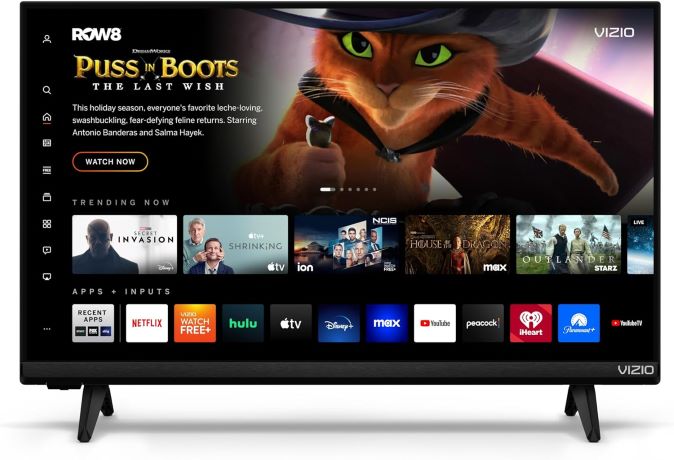 ROW8
VIZIO
DREAMWORKS
PUSS IN BOOTS
THE LAST WISH
This holiday season, everyone's favorite leche-loving,
swashbuckling, fear-defying feline returns. Starring
Antonio Banderas and Salma Hayek.
WATCH NOW
FREE
TRENDING NOW
SECRET
INVASION
Disney+
tv+
SHRINKING
tv
ion
NCIS
HOUSE OF THE DRAGON
max
OUTLANDER
STARZ
LIVE
APPS + INPUTS
RECENT
APPS
NETFLIX
VIZIO
WATCH
FREE+
hulu
tv
Disney+
max
YouTube
peacock
iHeart
Paramount+
YouTubeTV
VIZIO